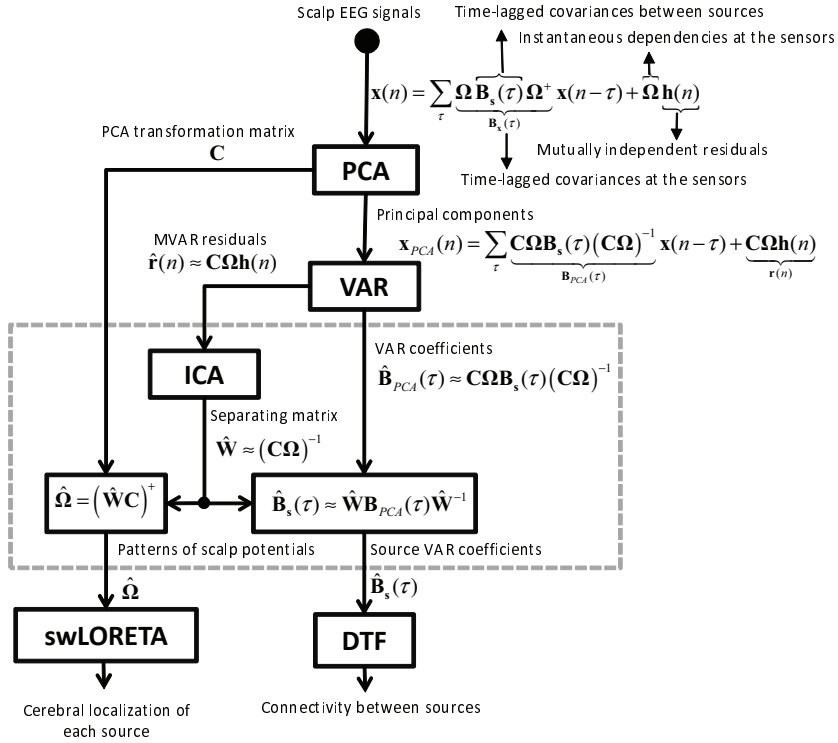 Scalp EEG signals
Time-lagged covariances between sources
Instantaneous dependencies at the sensors
x(n) = ∑_τ Ω B_s(τ) Ω⁺ x(n−τ) + Ω h(n)
B_x(τ)
Mutually independent residuals
Time-lagged covariances at the sensors
PCA transformation matrix
C
PCA
Principal components
x_PCA(n) = ∑_τ CΩB_s(τ)(CΩ)⁻¹ x(n−τ) + CΩh(n)
B_PCA(τ)
r(n)
MVAR residuals
r̂(n) ≈ CΩh(n)
VAR
ICA
VAR coefficients
B̂_PCA(τ) ≈ CΩB_s(τ)(CΩ)⁻¹
Separating matrix
Ŵ ≈ (CΩ)⁻¹
Ω̂ = (ŴC)⁺
B̂_s(τ) ≈ ŴB_PCA(τ)Ŵ⁻¹
Patterns of scalp potentials
Source VAR coefficients
Ω̂
B̂_s(τ)
swLORETA
DTF
Cerebral localization of
each source
Connectivity between sources